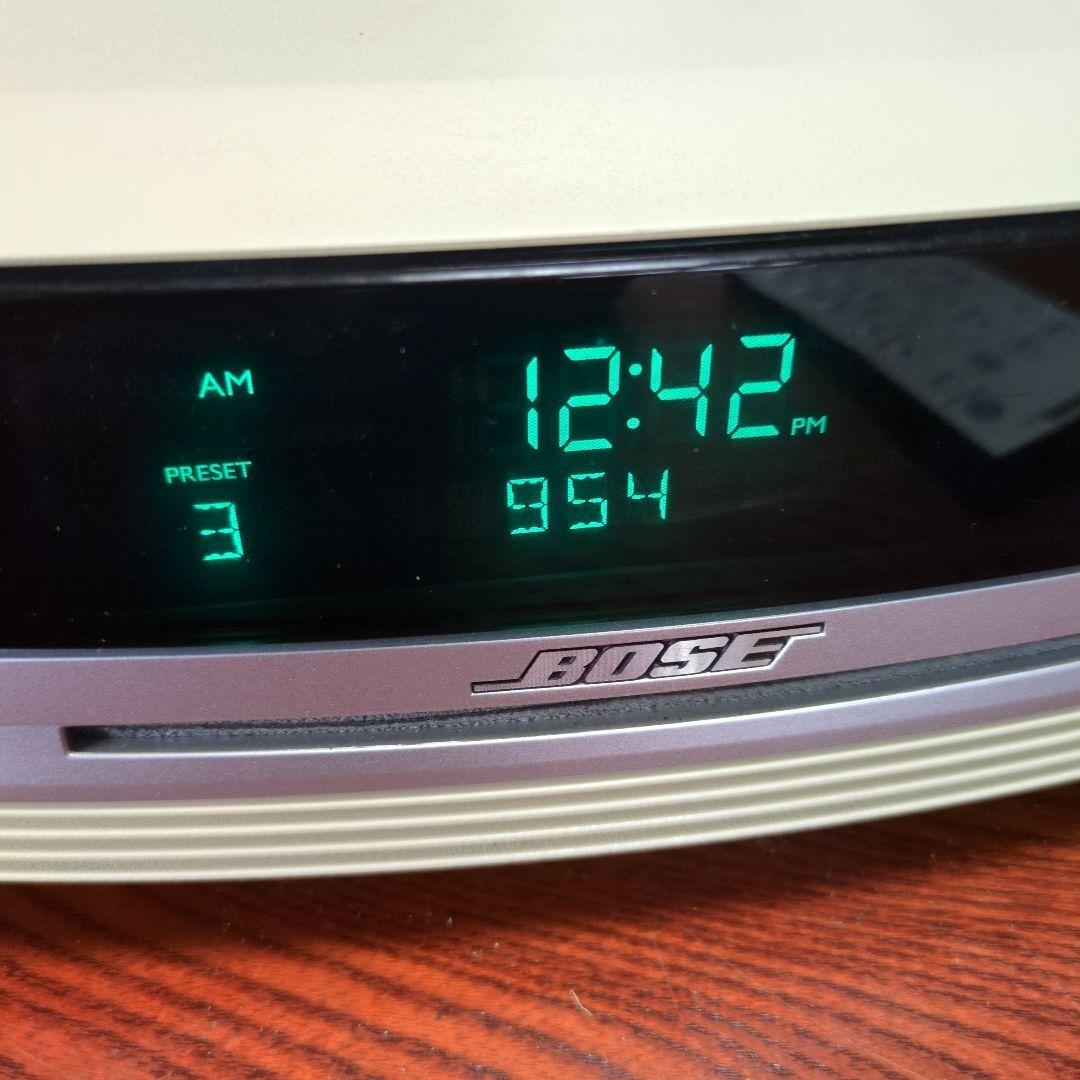 AM
12:42 PM
PRESET
3
954
BOSE